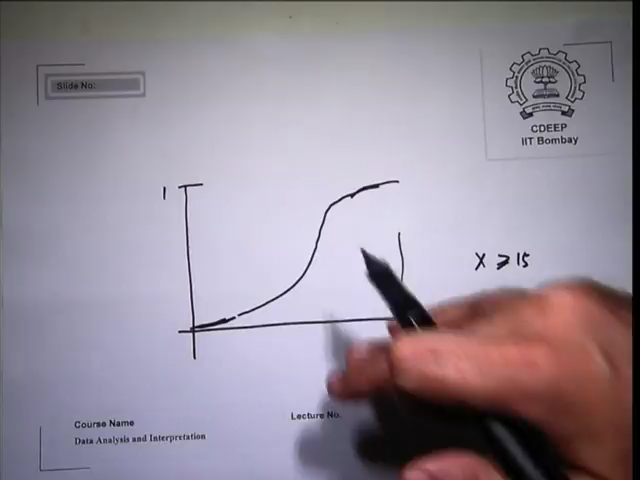 Slide No:
CDEEP
IIT Bombay
1
X ⩾ 15
Course Name
Lecture No.
Data Analysis and Interpretation